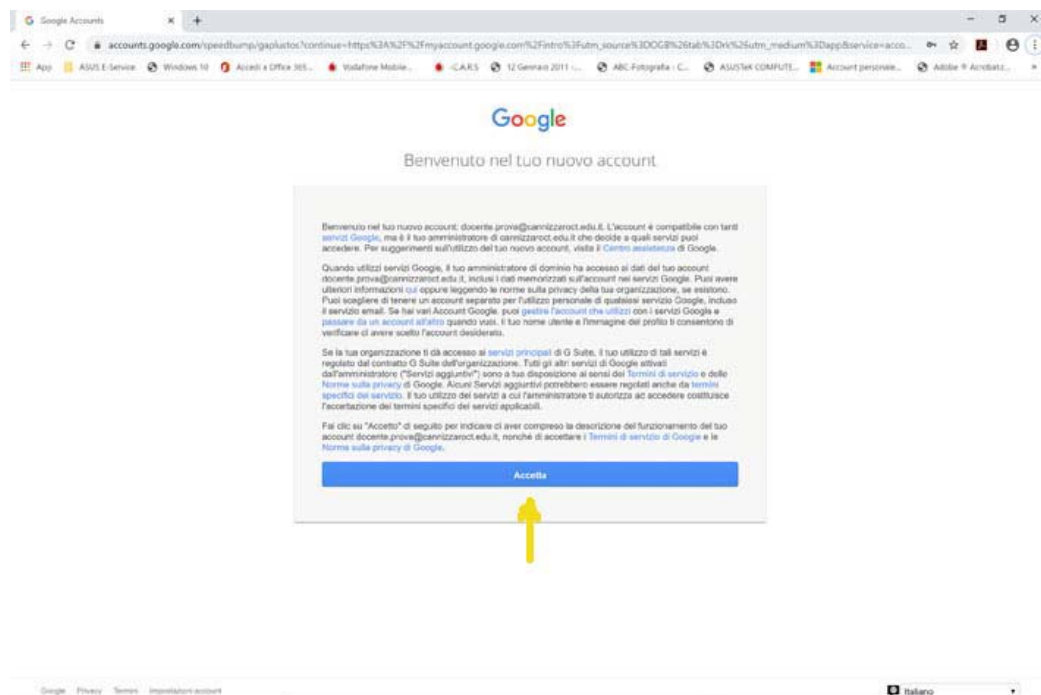 Google Accounts
accounts.google.com/speedbump/gaplustos?continue=https%3A%2F%2Fmyaccount.google.com%2Fintro%3Futm_source%3DOGB%26tab%3Drk%26utm_medium%3Dapp&service=acco...
App ASUS E-Service Windows 10 Accedi a Office 365... Vodafone Mobile... -C.A.R.S 12 Gennaio 2011 -... ABC-Fotografia - C... ASUSTeK COMPUTE... Account personale... Adobe ® Acrobat...
Google
Benvenuto nel tuo nuovo account
Benvenuto nel tuo nuovo account: docente.prova@cannizzaroct.edu.it. L'account è compatibile con tanti
servizi Google, ma è il tuo amministratore di cannizzaroct.edu.it che decide a quali servizi puoi
accedere. Per suggerimenti sull'utilizzo del tuo nuovo account, visita il Centro assistenza di Google.
Quando utilizzi servizi Google, il tuo amministratore di dominio ha accesso ai dati del tuo account
docente.prova@cannizzaroct.edu.it, inclusi i dati memorizzati sull'account nei servizi Google. Puoi avere
ulteriori informazioni qui oppure leggendo le norme sulla privacy della tua organizzazione, se esistono.
Puoi scegliere di tenere un account separato per l'utilizzo personale di qualsiasi servizio Google, incluso
il servizio email. Se hai vari Account Google, puoi gestire l'account che utilizzi con i servizi Google e
passare da un account all'altro quando vuoi. Il tuo nome utente e l'immagine del profilo ti consentono di
verificare di avere scelto l'account desiderato.
Se la tua organizzazione ti dà accesso ai servizi principali di G Suite, il tuo utilizzo di tali servizi è
regolato dal contratto G Suite dell'organizzazione. Tutti gli altri servizi di Google attivati
dall'amministratore ("Servizi aggiuntivi") sono a tua disposizione ai sensi dei Termini di servizio e delle
Norme sulla privacy di Google. Alcuni Servizi aggiuntivi potrebbero essere regolati anche da termini
specifici del servizio. Il tuo utilizzo dei servizi a cui l'amministratore ti autorizza ad accedere costituisce
l'accettazione dei termini specifici dei servizi applicabili.
Fai clic su "Accetto" di seguito per indicare di aver compreso la descrizione del funzionamento del tuo
account docente.prova@cannizzaroct.edu.it, nonché di accettare i Termini di servizio di Google e le
Norme sulla privacy di Google.
Accetta
Google Privacy Termini Impostazioni account
Italiano